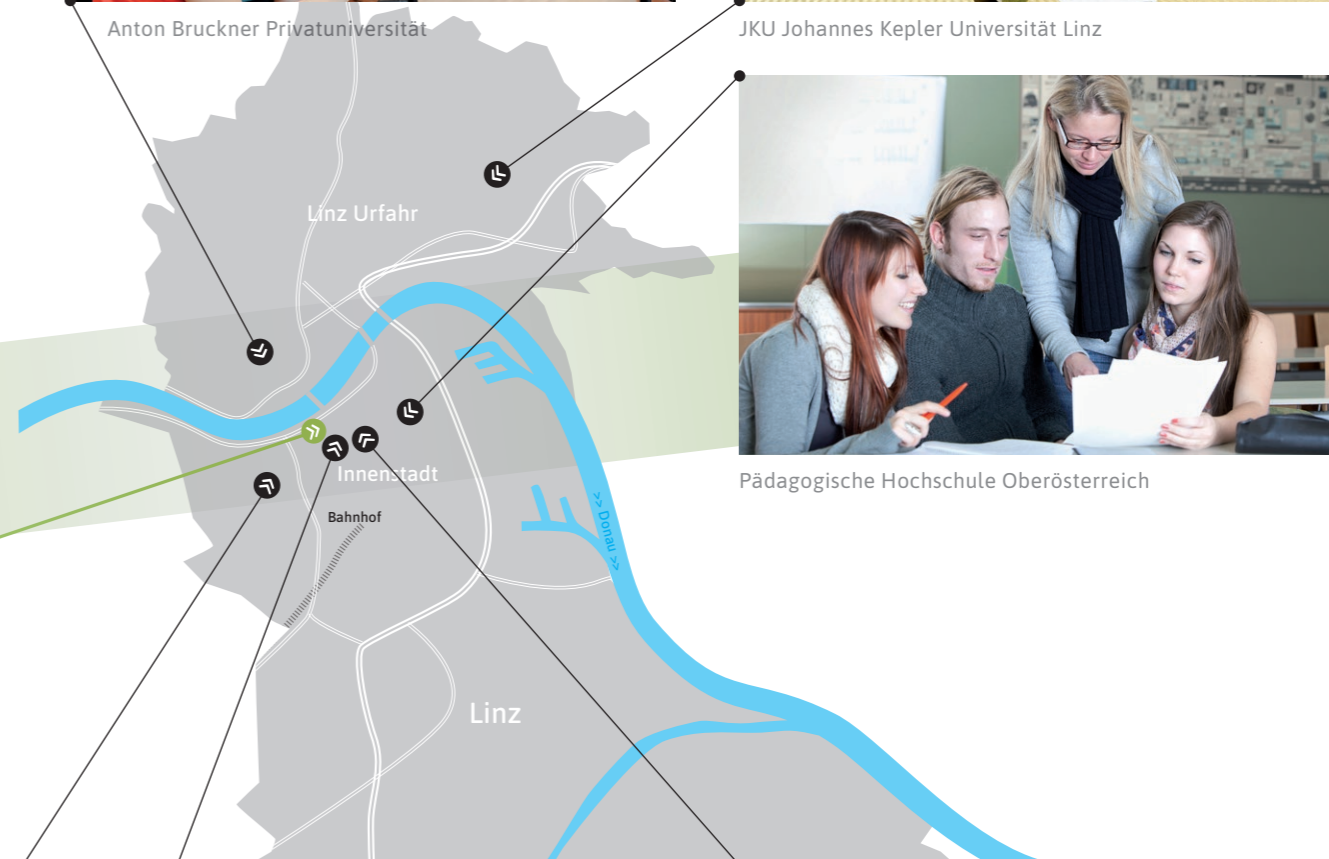 Anton Bruckner Privatuniversität
JKU Johannes Kepler Universität Linz
Linz Urfahr
Innenstadt
Pädagogische Hochschule Oberösterreich
Bahnhof
>> Donau >>
Linz